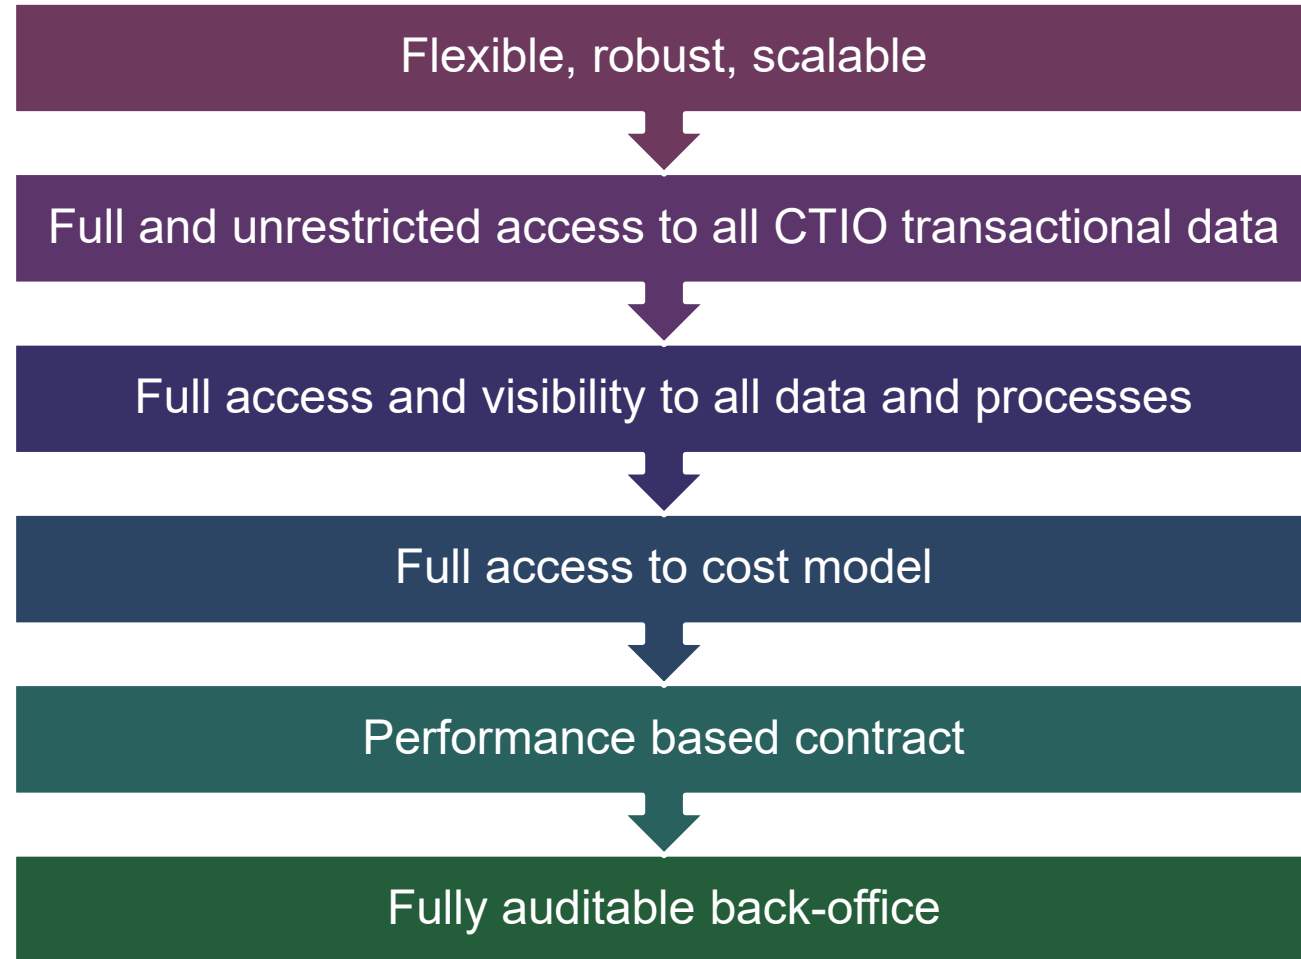 Flexible, robust, scalable
Full and unrestricted access to all CTIO transactional data
Full access and visibility to all data and processes
Full access to cost model
Performance based contract
Fully auditable back-office